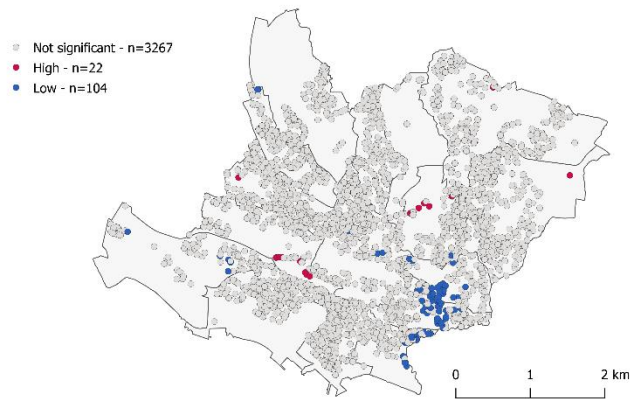 Not significant - n=3267
High - n=22
Low - n=104
0 1 2 km